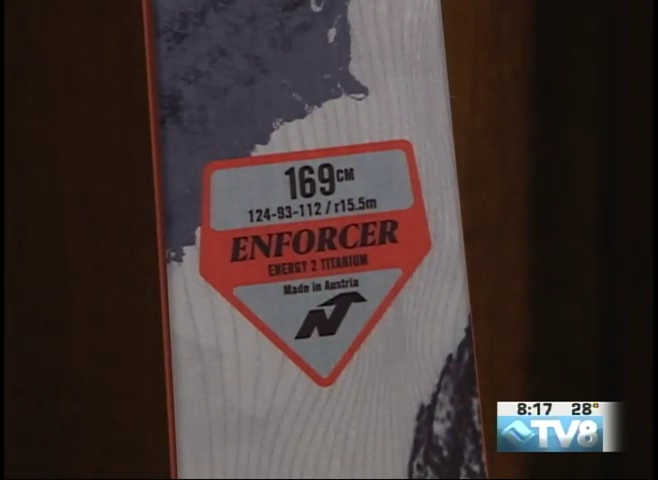 169CM
124-93-112 / r15.5m
ENFORCER
ENERGY 2 TITANIUM
Made in Austria
N
8:17 28°
TV8